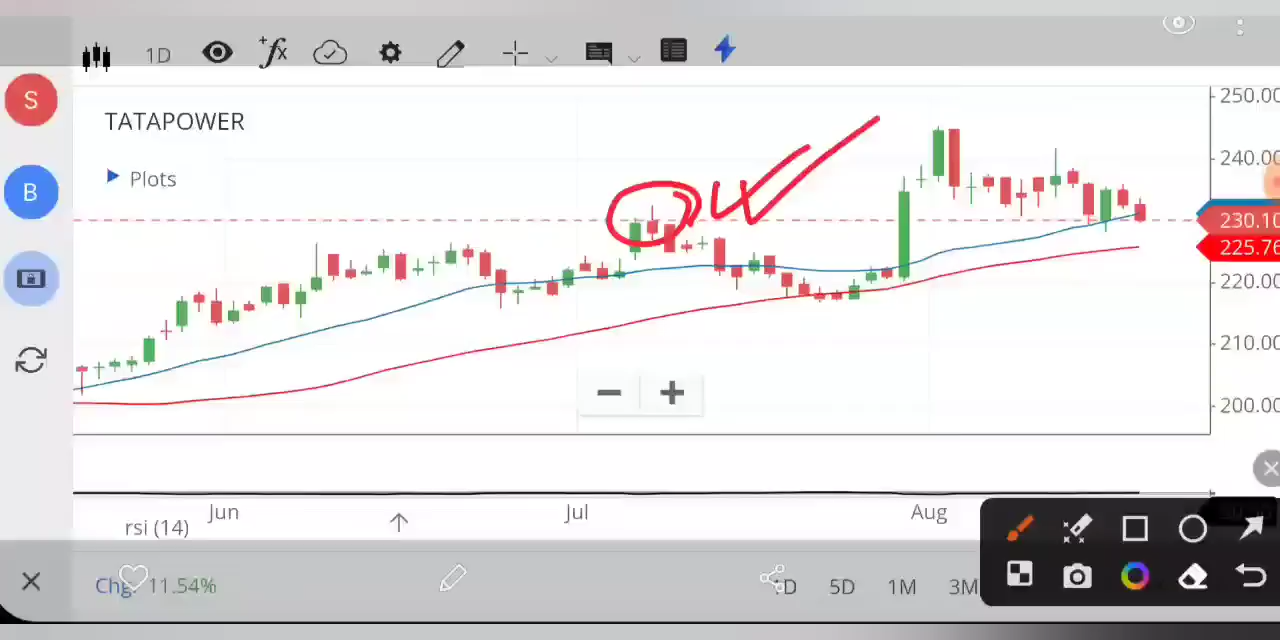 1D
S
TATAPOWER
B
Plots
250.00
240.00
230.10
225.76
220.00
210.00
200.00
Jun
Jul
Aug
rsi (14)
Chg. 11.54%
1D 5D 1M 3M